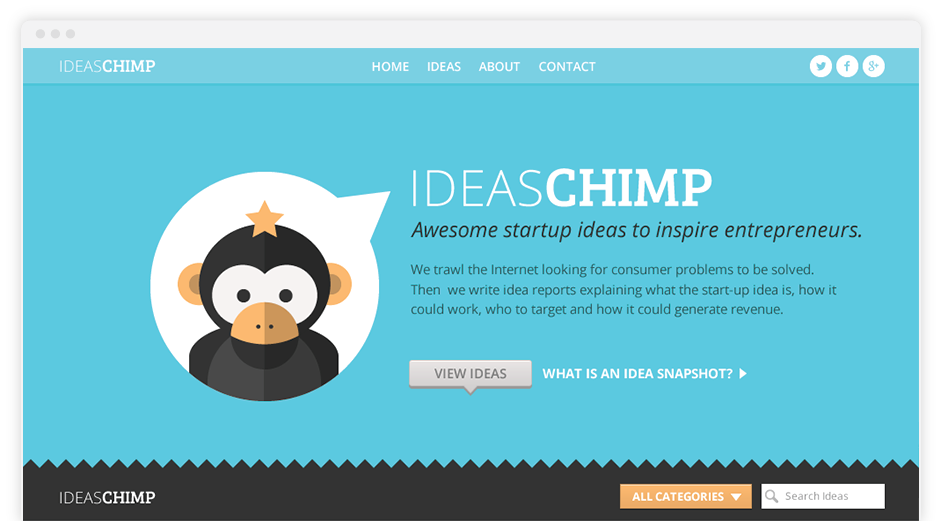 IDEASCHIMP
HOME IDEAS ABOUT CONTACT
IDEASCHIMP
Awesome startup ideas to inspire entrepreneurs.
We trawl the Internet looking for consumer problems to be solved.
Then we write idea reports explaining what the start-up idea is, how it
could work, who to target and how it could generate revenue.
VIEW IDEAS WHAT IS AN IDEA SNAPSHOT?
IDEASCHIMP
ALL CATEGORIES Search Ideas